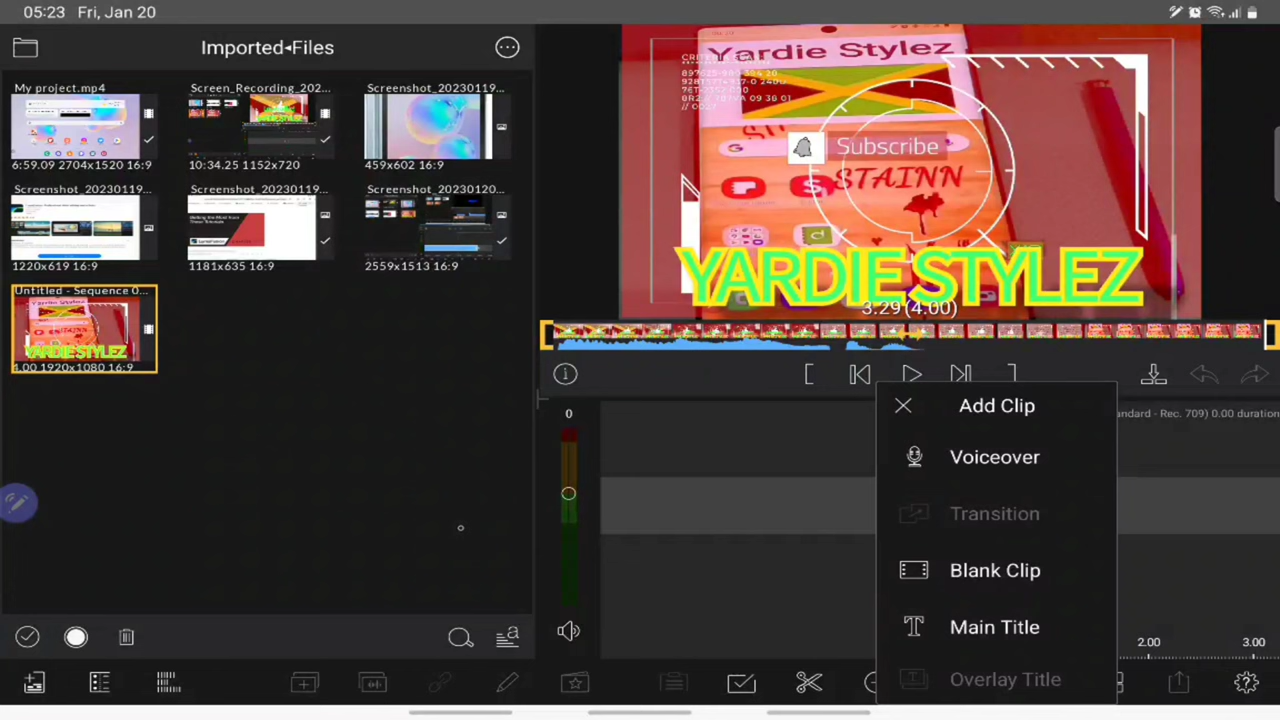 05:23 Fri, Jan 20
Imported◂Files
My project.mp4
Screen_Recording_202...
Screenshot_20230119...
6:59.09 2704x1520 16:9
10:34.25 1152x720
459x602 16:9
Screenshot_20230119...
Screenshot_20230119...
Screenshot_20230120...
1220x619 16:9
1181x635 16:9
2559x1513 16:9
Untitled - Sequence 0...
YARDIE STYLEZ
4.00 1920x1080 16:9
Yardie Stylez
Subscribe
STAINN
YARDIE STYLEZ
3.29 (4.00)
0
andard - Rec. 709) 0.00 duration
Add Clip
Voiceover
Transition
Blank Clip
Main Title
Overlay Title
2.00
3.00